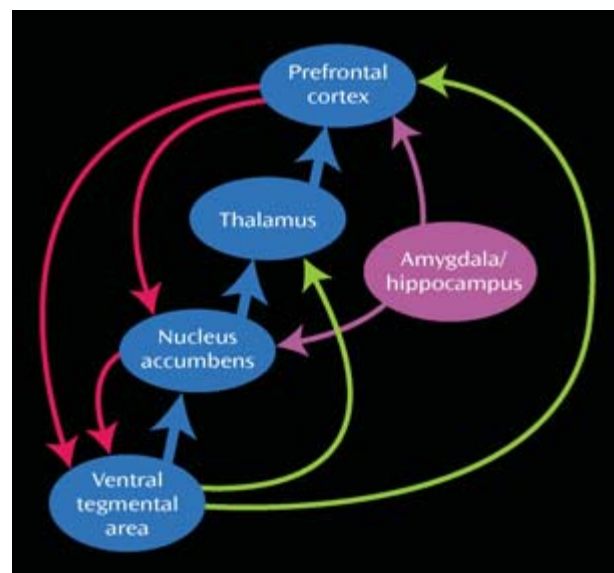 Prefrontal
cortex
Thalamus
Amygdala/
hippocampus
Nucleus
accumbens
Ventral
tegmental
area